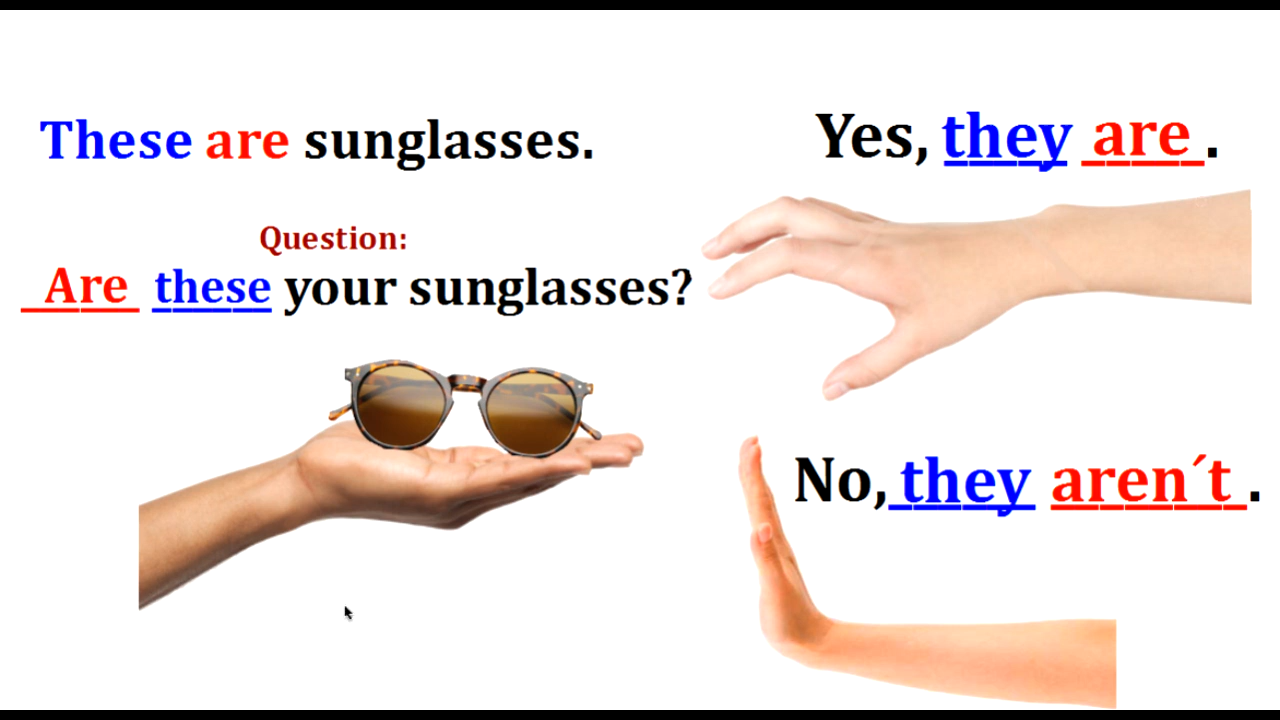 These are sunglasses.
Question:
Are these your sunglasses?
Yes, they are.
No, they aren´t.